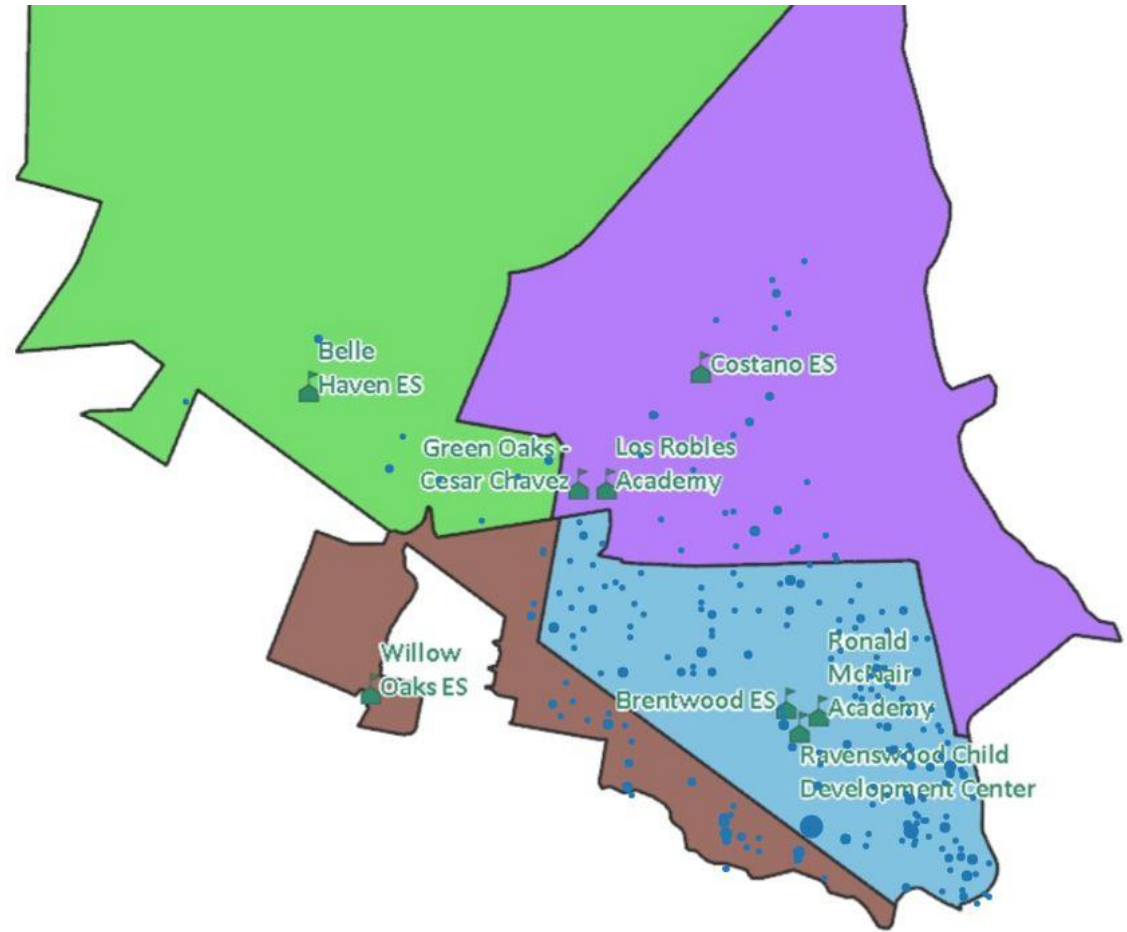 Belle
Haven ES
Costano ES
Green Oaks -
Cesar Chavez
Los Robles
Academy
Willow
Oaks ES
Brentwood ES
Ronald
McNair
Academy
Ravenswood Child
Development Center